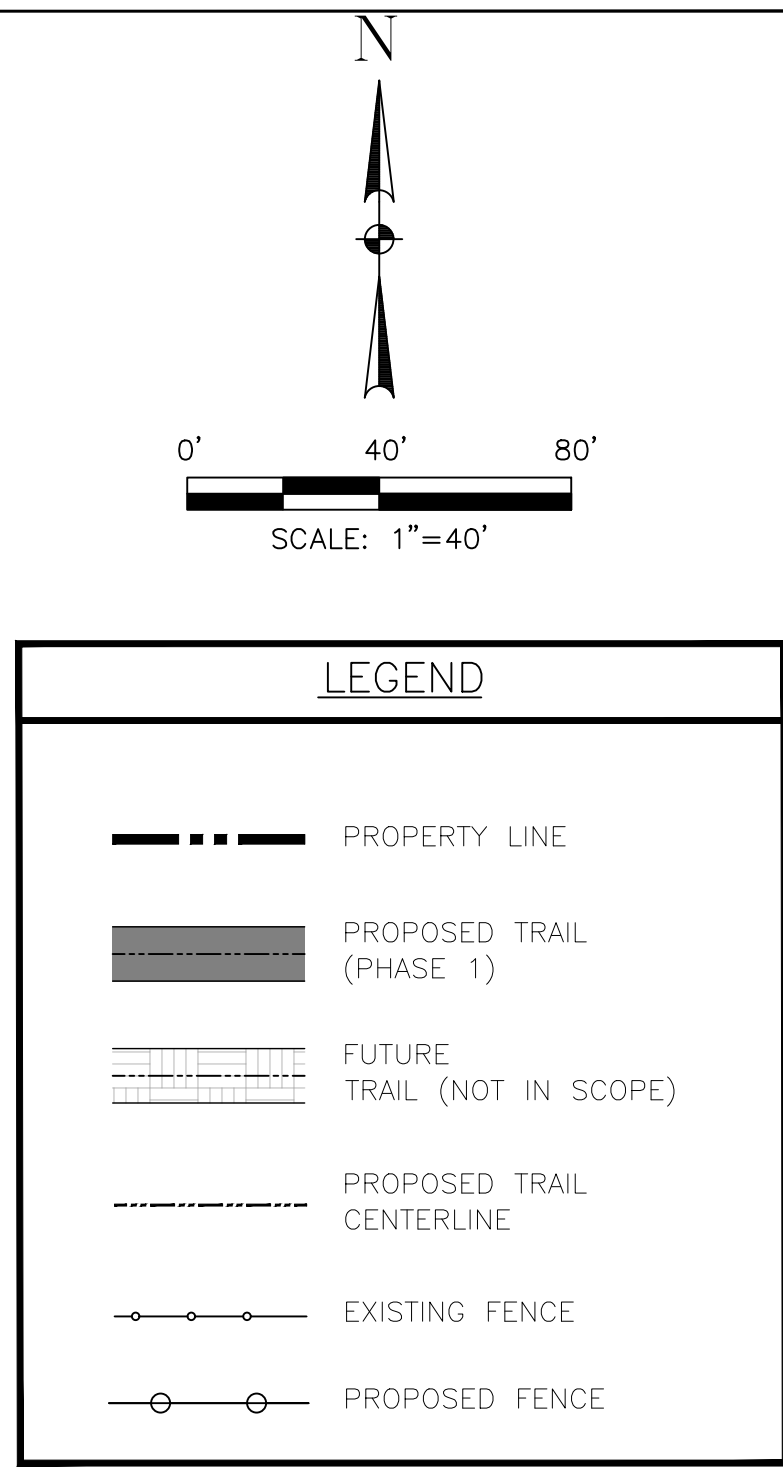 N
0' 40' 80'
SCALE: 1"=40'
LEGEND
PROPERTY LINE
PROPOSED TRAIL
(PHASE 1)
FUTURE
TRAIL (NOT IN SCOPE)
PROPOSED TRAIL
CENTERLINE
EXISTING FENCE
PROPOSED FENCE